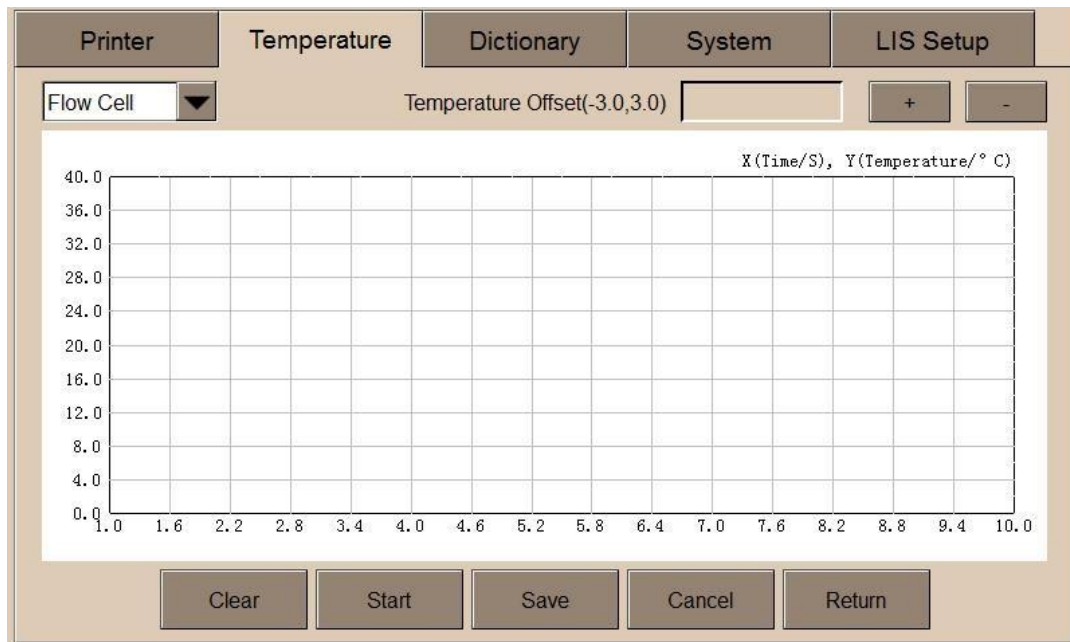 Printer Temperature Dictionary System LIS Setup
Flow Cell Temperature Offset(-3.0,3.0) + -
X(Time/S), Y(Temperature/°C)
40.0
36.0
32.0
28.0
24.0
20.0
16.0
12.0
8.0
4.0
0.0
1.0 1.6 2.2 2.8 3.4 4.0 4.6 5.2 5.8 6.4 7.0 7.6 8.2 8.8 9.4 10.0
Clear Start Save Cancel Return